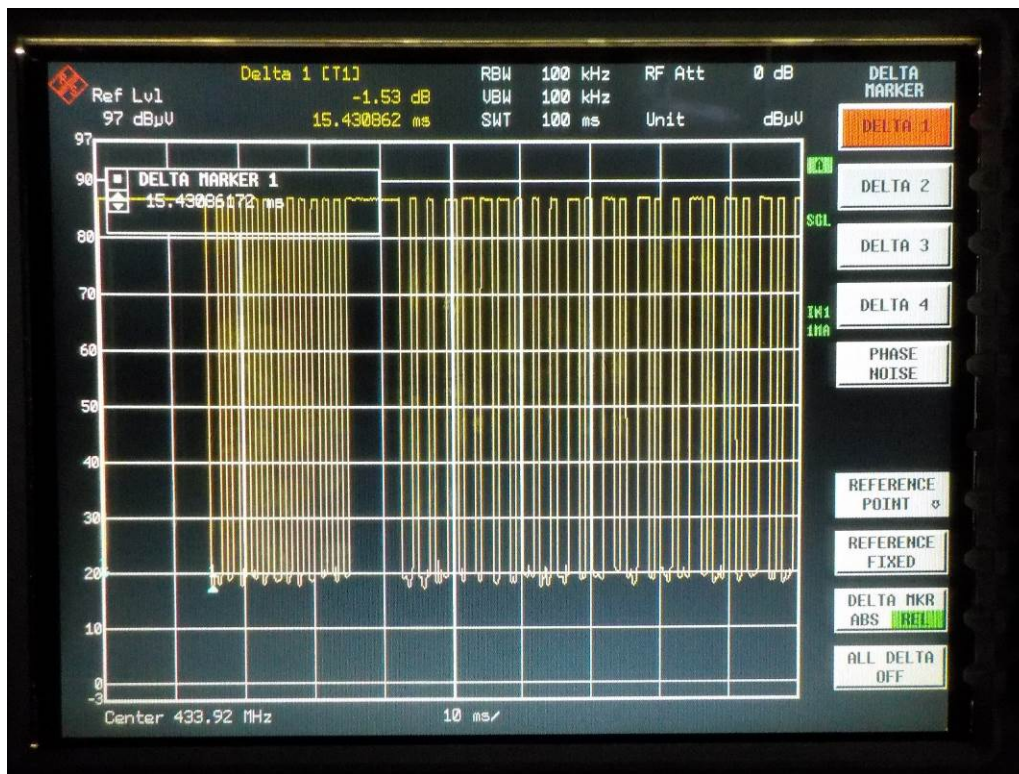 Delta 1 [T1]
RBW 100 kHz
RF Att 0 dB
Ref Lvl
-1.53 dB
VBW 100 kHz
97 dBµV
15.430862 ms
SWT 100 ms
Unit dBµV
DELTA
MARKER
DELTA 1
DELTA 2
DELTA 3
DELTA 4
PHASE
NOISE
REFERENCE
POINT
REFERENCE
FIXED
DELTA MKR
ABS REL
ALL DELTA
OFF
97
90
80
70
60
50
40
30
20
10
0
-3
DELTA MARKER 1
15.43086172 ms
A
SGL
IN1
1MA
Center 433.92 MHz
10 ms/